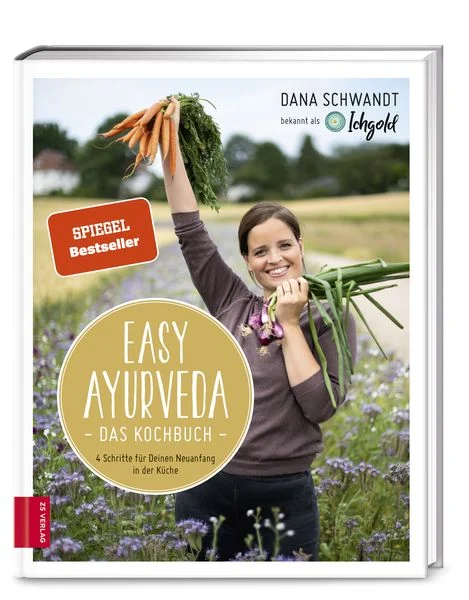 DANA SCHWANDT
bekannt als Ichgold
SPIEGEL
Bestseller
EASY
AYURVEDA
- DAS KOCHBUCH -
4 Schritte für Deinen Neuanfang
in der Küche
ZS VERLAG